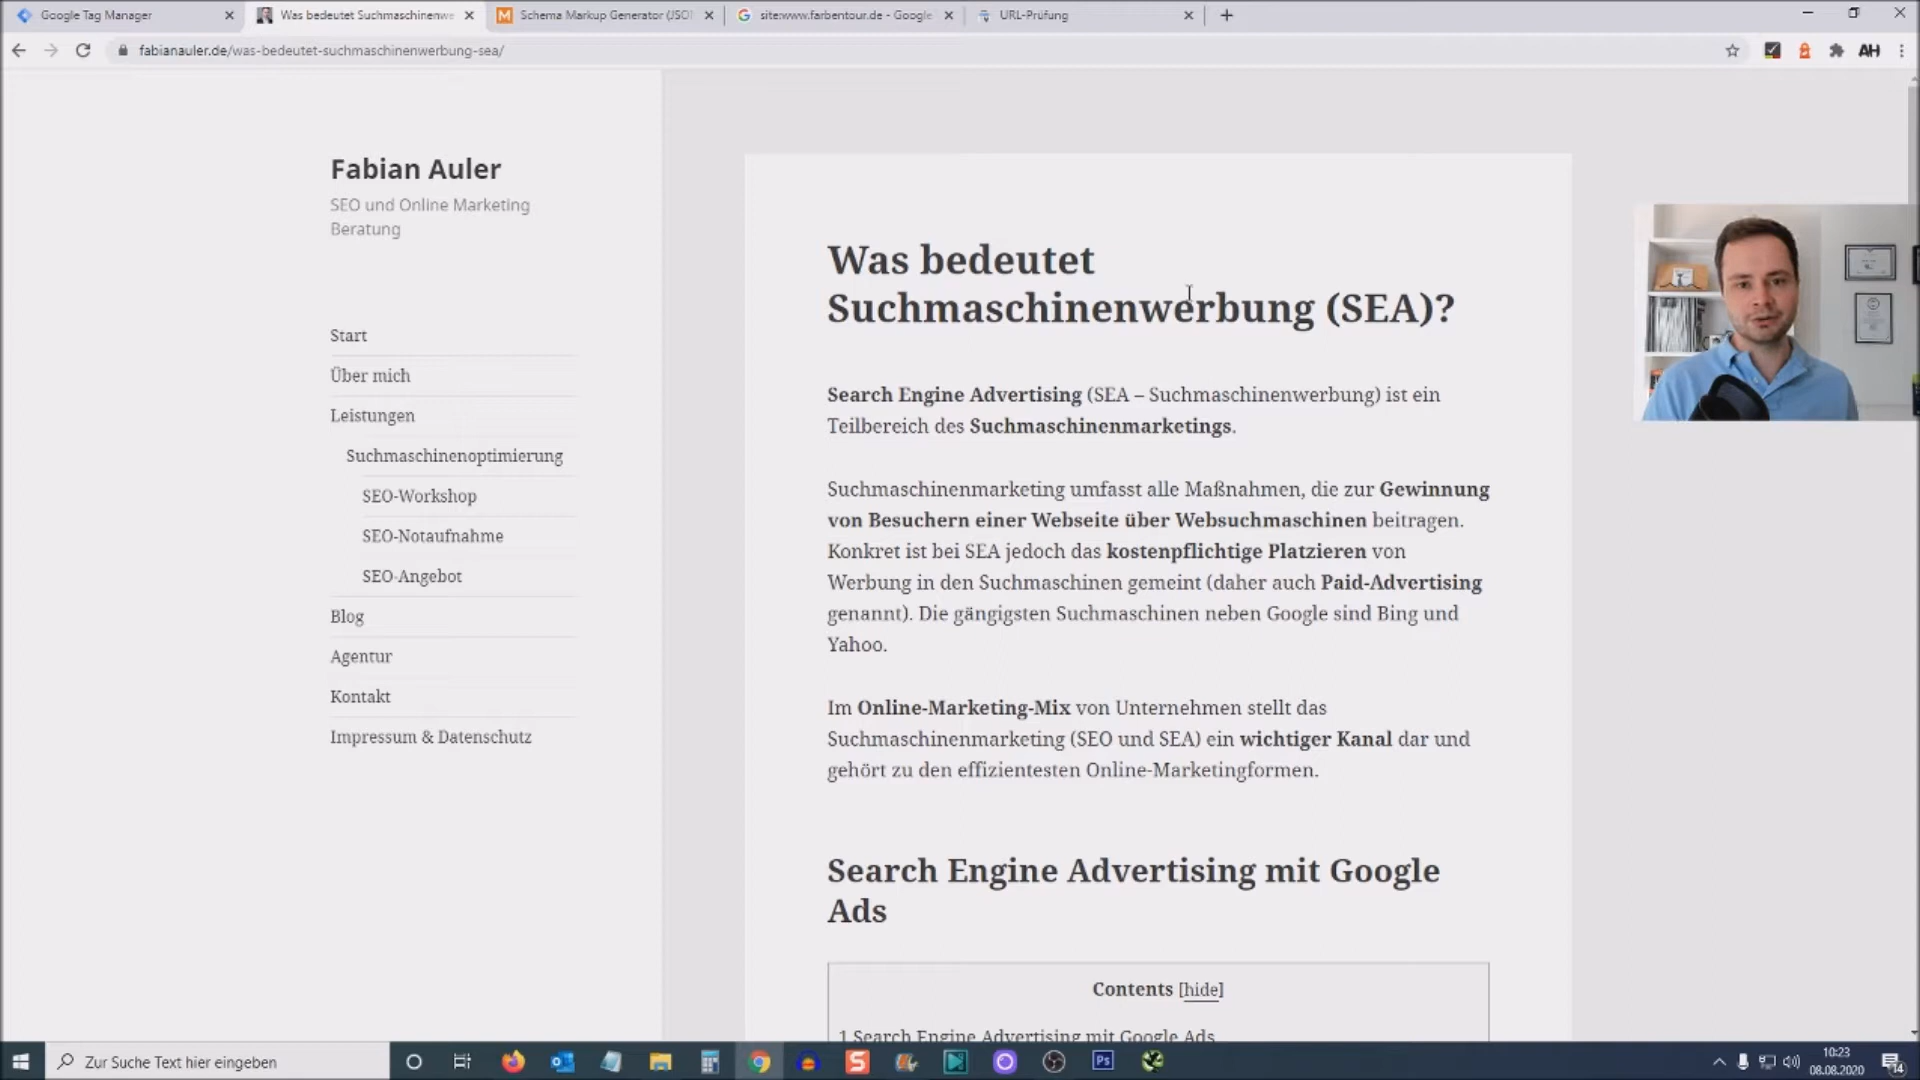 Google Tag Manager
Was bedeutet Suchmaschinenwe
Schema Markup Generator (JSO
site:www.farbentour.de - Google
URL-Prüfung
fabianauler.de/was-bedeutet-suchmaschinenwerbung-sea/
AH
Fabian Auler
SEO und Online Marketing
Beratung
Start
Über mich
Leistungen
Suchmaschinenoptimierung
SEO-Workshop
SEO-Notaufnahme
SEO-Angebot
Blog
Agentur
Kontakt
Impressum & Datenschutz
Was bedeutet
Suchmaschinenwerbung (SEA)?
Search Engine Advertising (SEA – Suchmaschinenwerbung) ist ein
Teilbereich des Suchmaschinenmarketings.
Suchmaschinenmarketing umfasst alle Maßnahmen, die zur Gewinnung
von Besuchern einer Webseite über Websuchmaschinen beitragen.
Konkret ist bei SEA jedoch das kostenpflichtige Platzieren von
Werbung in den Suchmaschinen gemeint (daher auch Paid-Advertising
genannt). Die gängigsten Suchmaschinen neben Google sind Bing und
Yahoo.
Im Online-Marketing-Mix von Unternehmen stellt das
Suchmaschinenmarketing (SEO und SEA) ein wichtiger Kanal dar und
gehört zu den effizientesten Online-Marketingformen.
Search Engine Advertising mit Google
Ads
Contents [hide]
1 Search Engine Advertising mit Google Ads
Zur Suche Text hier eingeben
Ps
10:23
08.08.2020
14